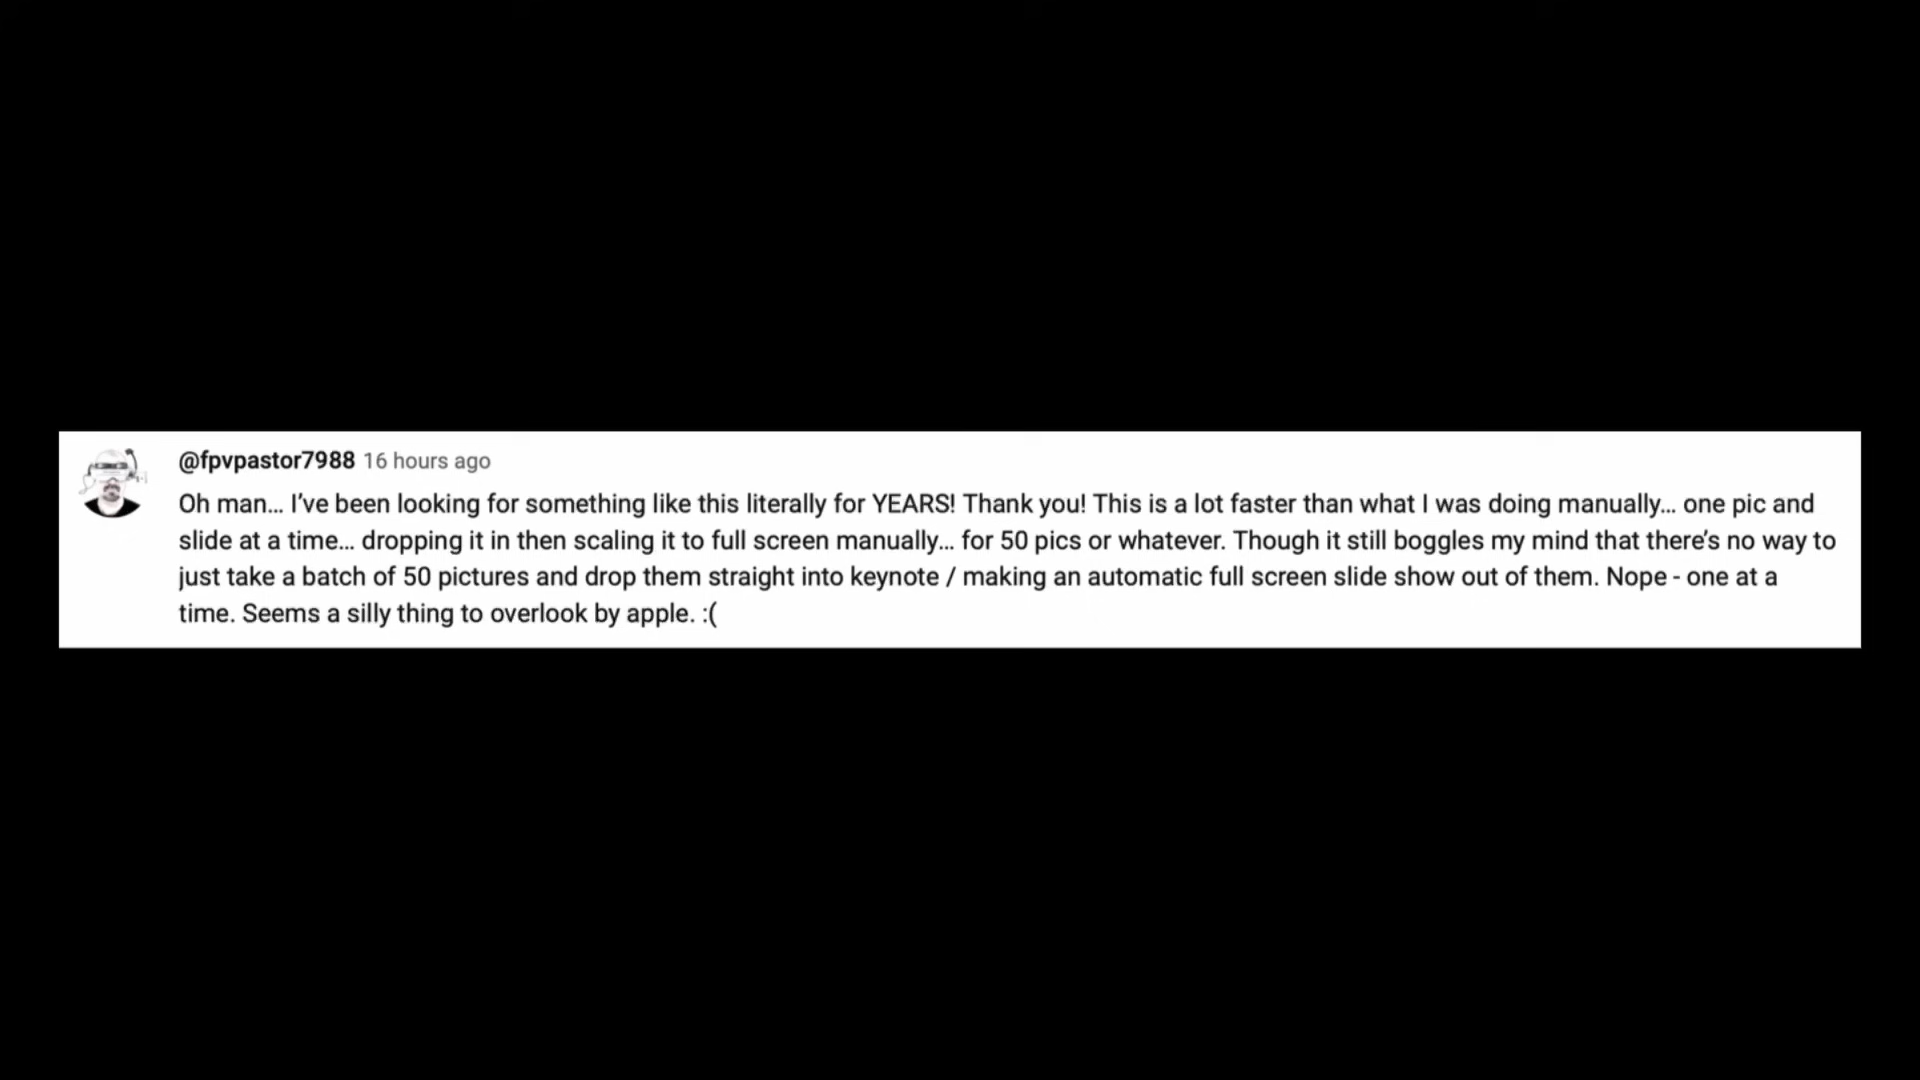 @fpvpastor7988 16 hours ago
Oh man... I’ve been looking for something like this literally for YEARS! Thank you! This is a lot faster than what I was doing manually... one pic and
slide at a time... dropping it in then scaling it to full screen manually... for 50 pics or whatever. Though it still boggles my mind that there’s no way to
just take a batch of 50 pictures and drop them straight into keynote / making an automatic full screen slide show out of them. Nope - one at a
time. Seems a silly thing to overlook by apple. :(